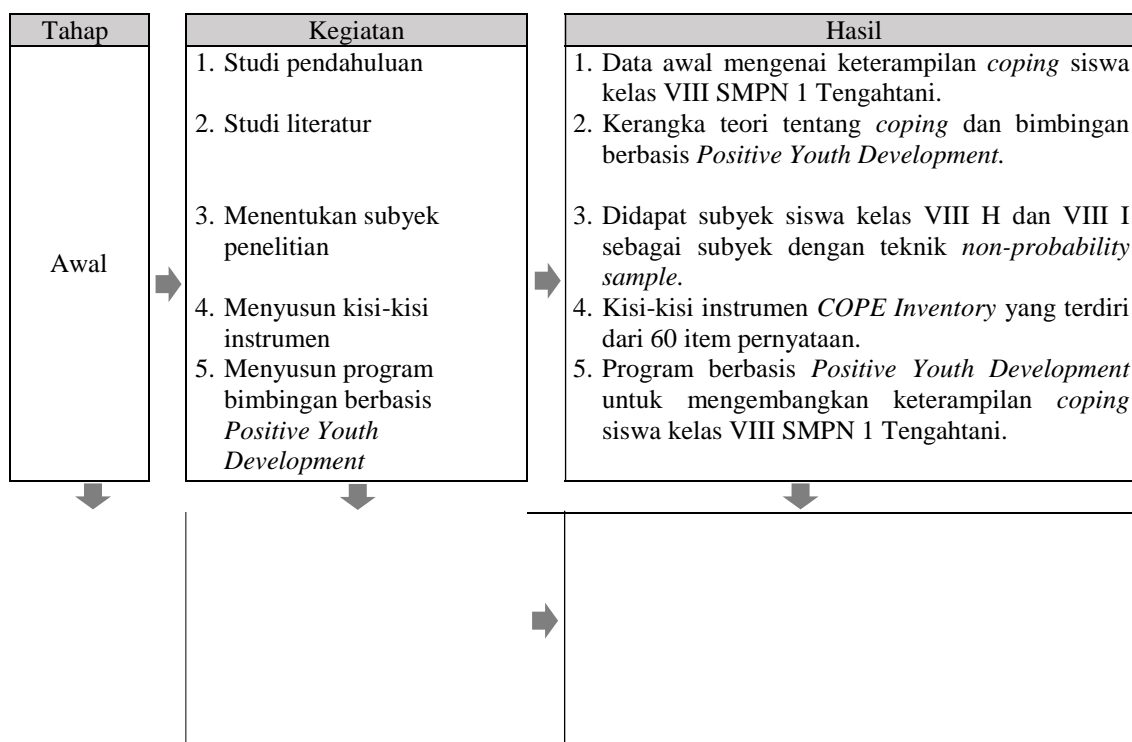 Tahap
Kegiatan
Hasil
Awal
1. Studi pendahuluan
2. Studi literatur
3. Menentukan subyek
penelitian
4. Menyusun kisi-kisi
instrumen
5. Menyusun program
bimbingan berbasis
Positive Youth
Development
1. Data awal mengenai keterampilan coping siswa
kelas VIII SMPN 1 Tengahtani.
2. Kerangka teori tentang coping dan bimbingan
berbasis Positive Youth Development.
3. Didapat subyek siswa kelas VIII H dan VIII I
sebagai subyek dengan teknik non-probability
sample.
4. Kisi-kisi instrumen COPE Inventory yang terdiri
dari 60 item pernyataan.
5. Program berbasis Positive Youth Development
untuk mengembangkan keterampilan coping
siswa kelas VIII SMPN 1 Tengahtani.